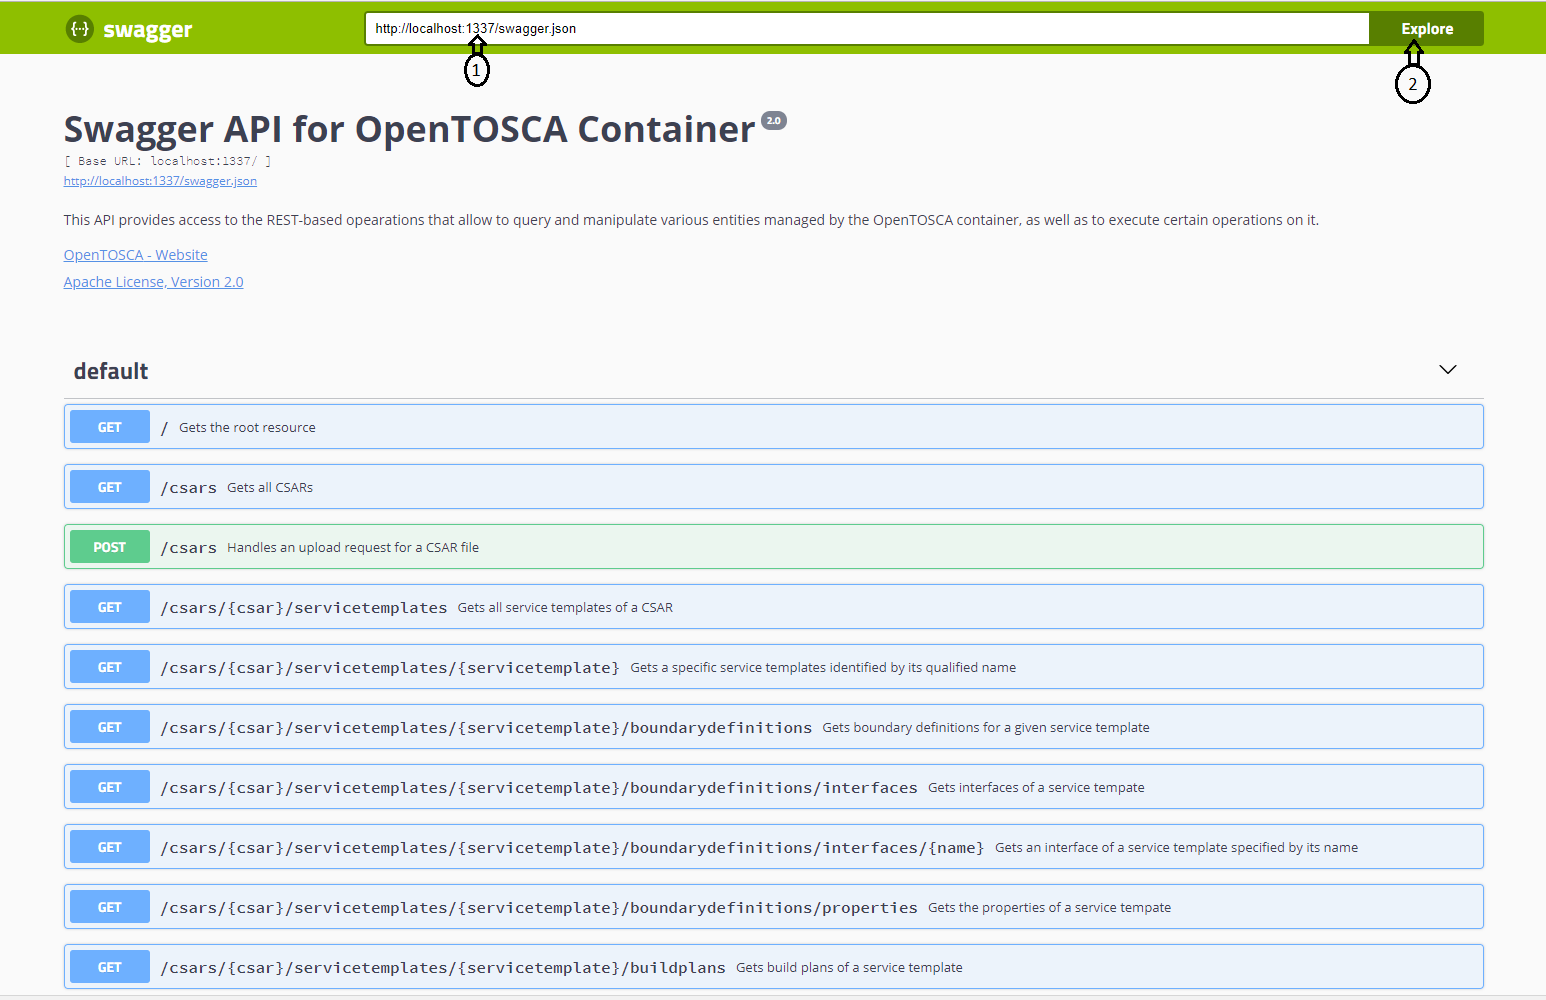 {··} swagger http://localhost:1337/swagger.json Explore
1 2
Swagger API for OpenTOSCA Container 2.0
[ Base URL: localhost:1337/ ]
http://localhost:1337/swagger.json
This API provides access to the REST-based opearations that allow to query and manipulate various entities managed by the OpenTOSCA container, as well as to execute certain operations on it.
OpenTOSCA - Website
Apache License, Version 2.0
default
GET / Gets the root resource
GET /csars Gets all CSARs
POST /csars Handles an upload request for a CSAR file
GET /csars/{csar}/servicetemplates Gets all service templates of a CSAR
GET /csars/{csar}/servicetemplates/{servicetemplate} Gets a specific service templates identified by its qualified name
GET /csars/{csar}/servicetemplates/{servicetemplate}/boundarydefinitions Gets boundary definitions for a given service template
GET /csars/{csar}/servicetemplates/{servicetemplate}/boundarydefinitions/interfaces Gets interfaces of a service tempate
GET /csars/{csar}/servicetemplates/{servicetemplate}/boundarydefinitions/interfaces/{name} Gets an interface of a service template specified by its name
GET /csars/{csar}/servicetemplates/{servicetemplate}/boundarydefinitions/properties Gets the properties of a service tempate
GET /csars/{csar}/servicetemplates/{servicetemplate}/buildplans Gets build plans of a service template